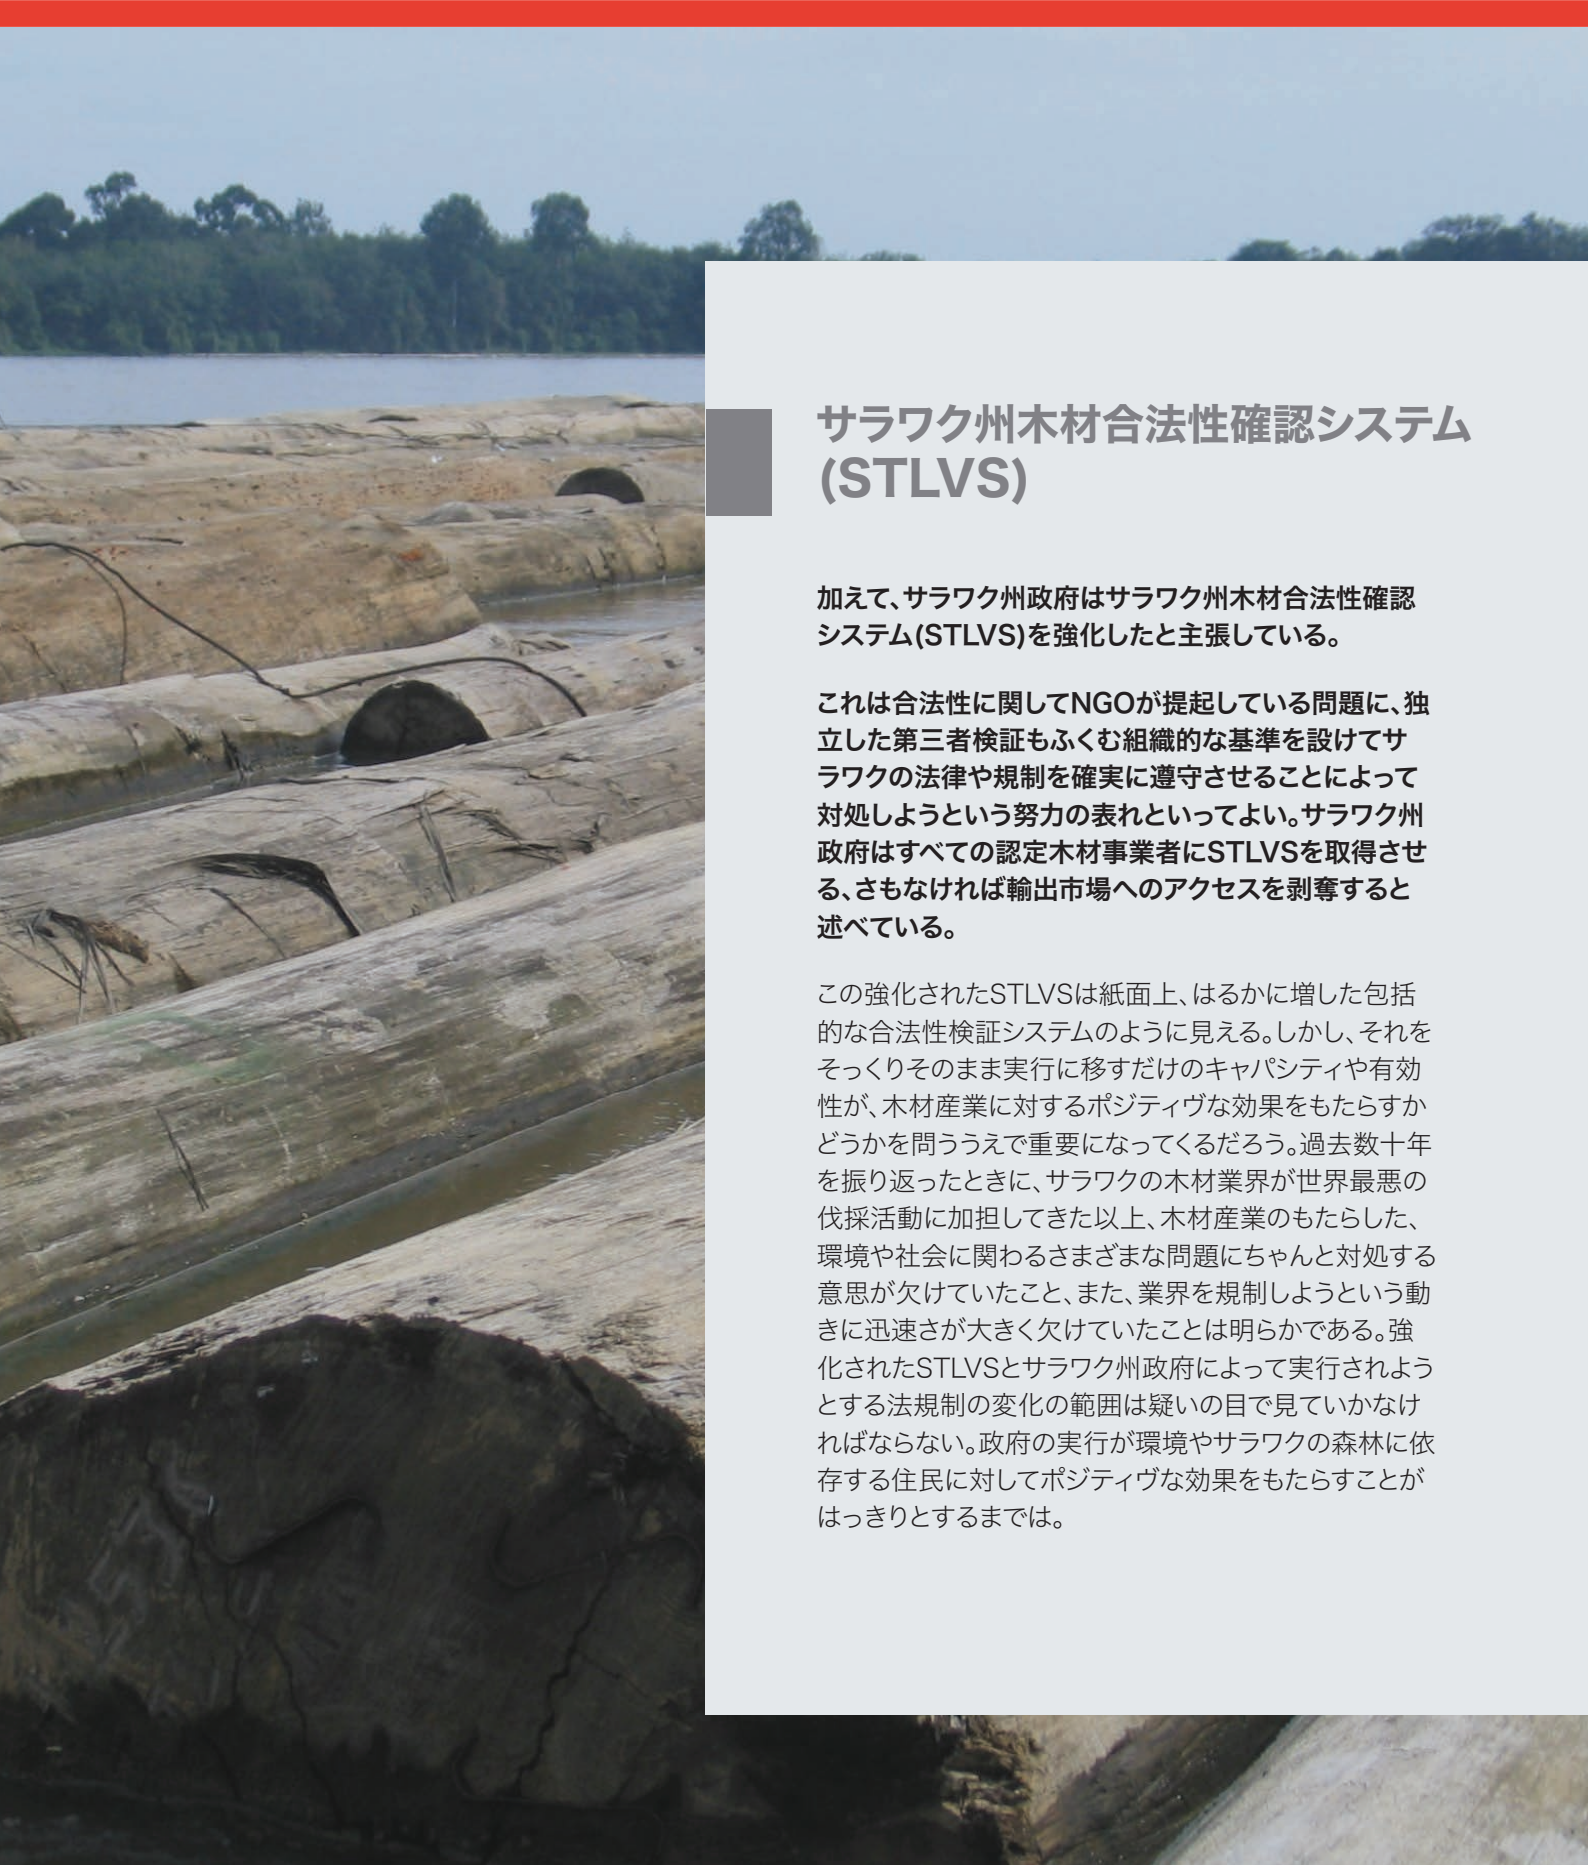 サラワク州木材合法性確認システム
(STLVS)
加えて、サラワク州政府はサラワク州木材合法性確認
システム(STLVS)を強化したと主張している。
これは合法性に関してNGOが提起している問題に、独
立した第三者検証もふくむ組織的な基準を設けてサ
ラワクの法律や規制を確実に遵守させることによって
対処しようという努力の表れといってよい。サラワク州
政府はすべての認定木材事業者にSTLVSを取得させ
る、さもなければ輸出市場へのアクセスを剥奪すると
述べている。
この強化されたSTLVSは紙面上、はるかに増した包括
的な合法性検証システムのように見える。しかし、それを
そっくりそのまま実行に移すだけのキャパシティや有効
性が、木材産業に対するポジティヴな効果をもたらすか
どうかを問ううえで重要になってくるだろう。過去数十年
を振り返ったときに、サラワクの木材業界が世界最悪の
伐採活動に加担してきた以上、木材産業のもたらした、
環境や社会に関わるさまざまな問題にちゃんと対処する
意思が欠けていたこと、また、業界を規制しようという動
きに迅速さが大きく欠けていたことは明らかである。強
化されたSTLVSとサラワク州政府によって実行されよう
とする法規制の変化の範囲は疑いの目で見ていかなけ
ればならない。政府の実行が環境やサラワクの森林に依
存する住民に対してポジティヴな効果をもたらすことが
はっきりとするまでは。